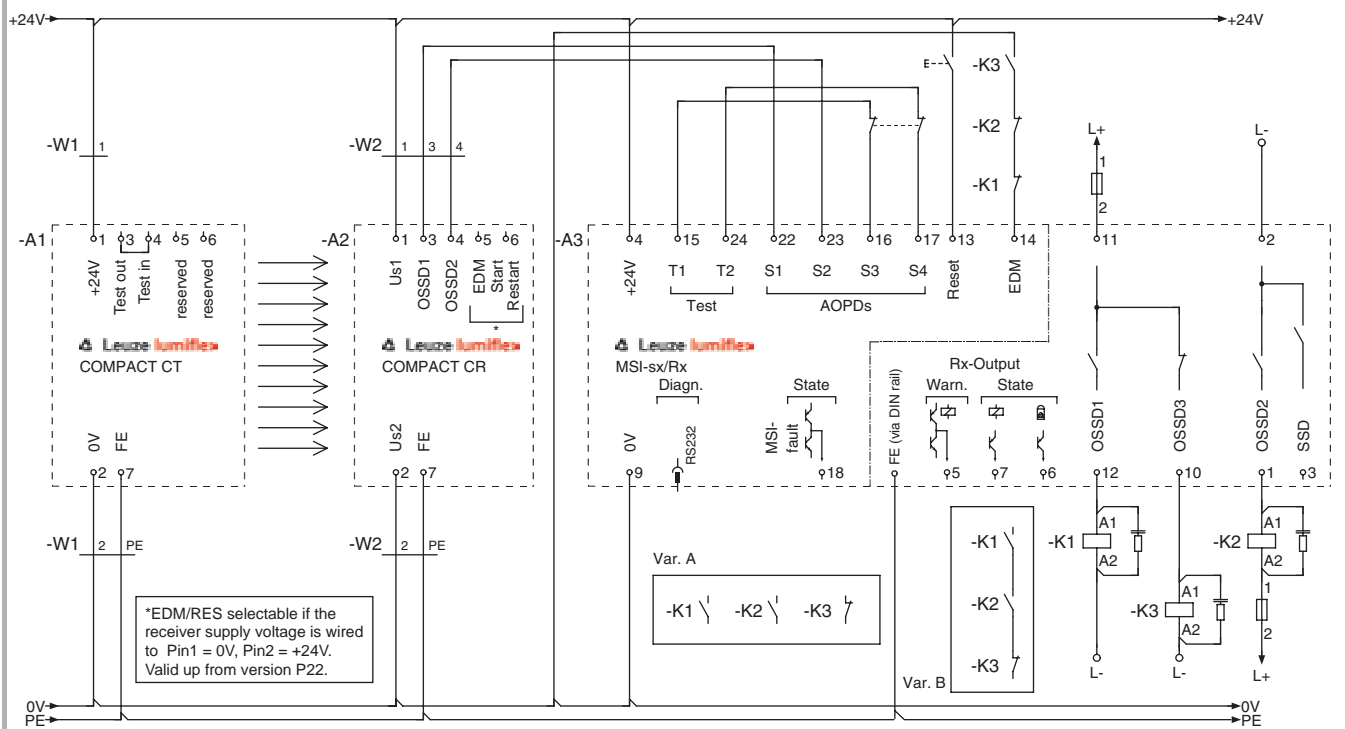 +24V +24V
-K3
-K2
-K1
L+ L-
1
2
-W1 1
-W2 1 3 4
-A1 1 3 4 5 6
+24V
Test out
Test in
reserved
reserved
Leuze lumiflex
COMPACT CT
0V
FE
2 7
-W1 2 PE
-A2 1 3 4 5 6
Us1
OSSD1
OSSD2
EDM
Start
Restart
*
Leuze lumiflex
COMPACT CR
Us2
FE
2 7
-W2 2 PE
-A3 4 15 24 22 23 16 17 13 14 11 2
+24V
T1 T2 S1 S2 S3 S4
Test AOPDs
Reset
EDM
Leuze lumiflex
MSI-sx/Rx
Diagn. State
RS232
MSI-
fault
0V
FE (via DIN rail)
Rx-Output
Warn. State
OSSD1
OSSD3
OSSD2
SSD
9 18 5 7 6 12 10 1 3
*EDM/RES selectable if the
receiver supply voltage is wired
to Pin1 = 0V, Pin2 = +24V.
Valid up from version P22.
Var. A
-K1 -K2 -K3
Var. B
-K1
-K2
-K3
-K1 A1
A2
-K3 A1
A2
-K2 A1
A2
1
2
L- L- L+
0V 0V
PE PE